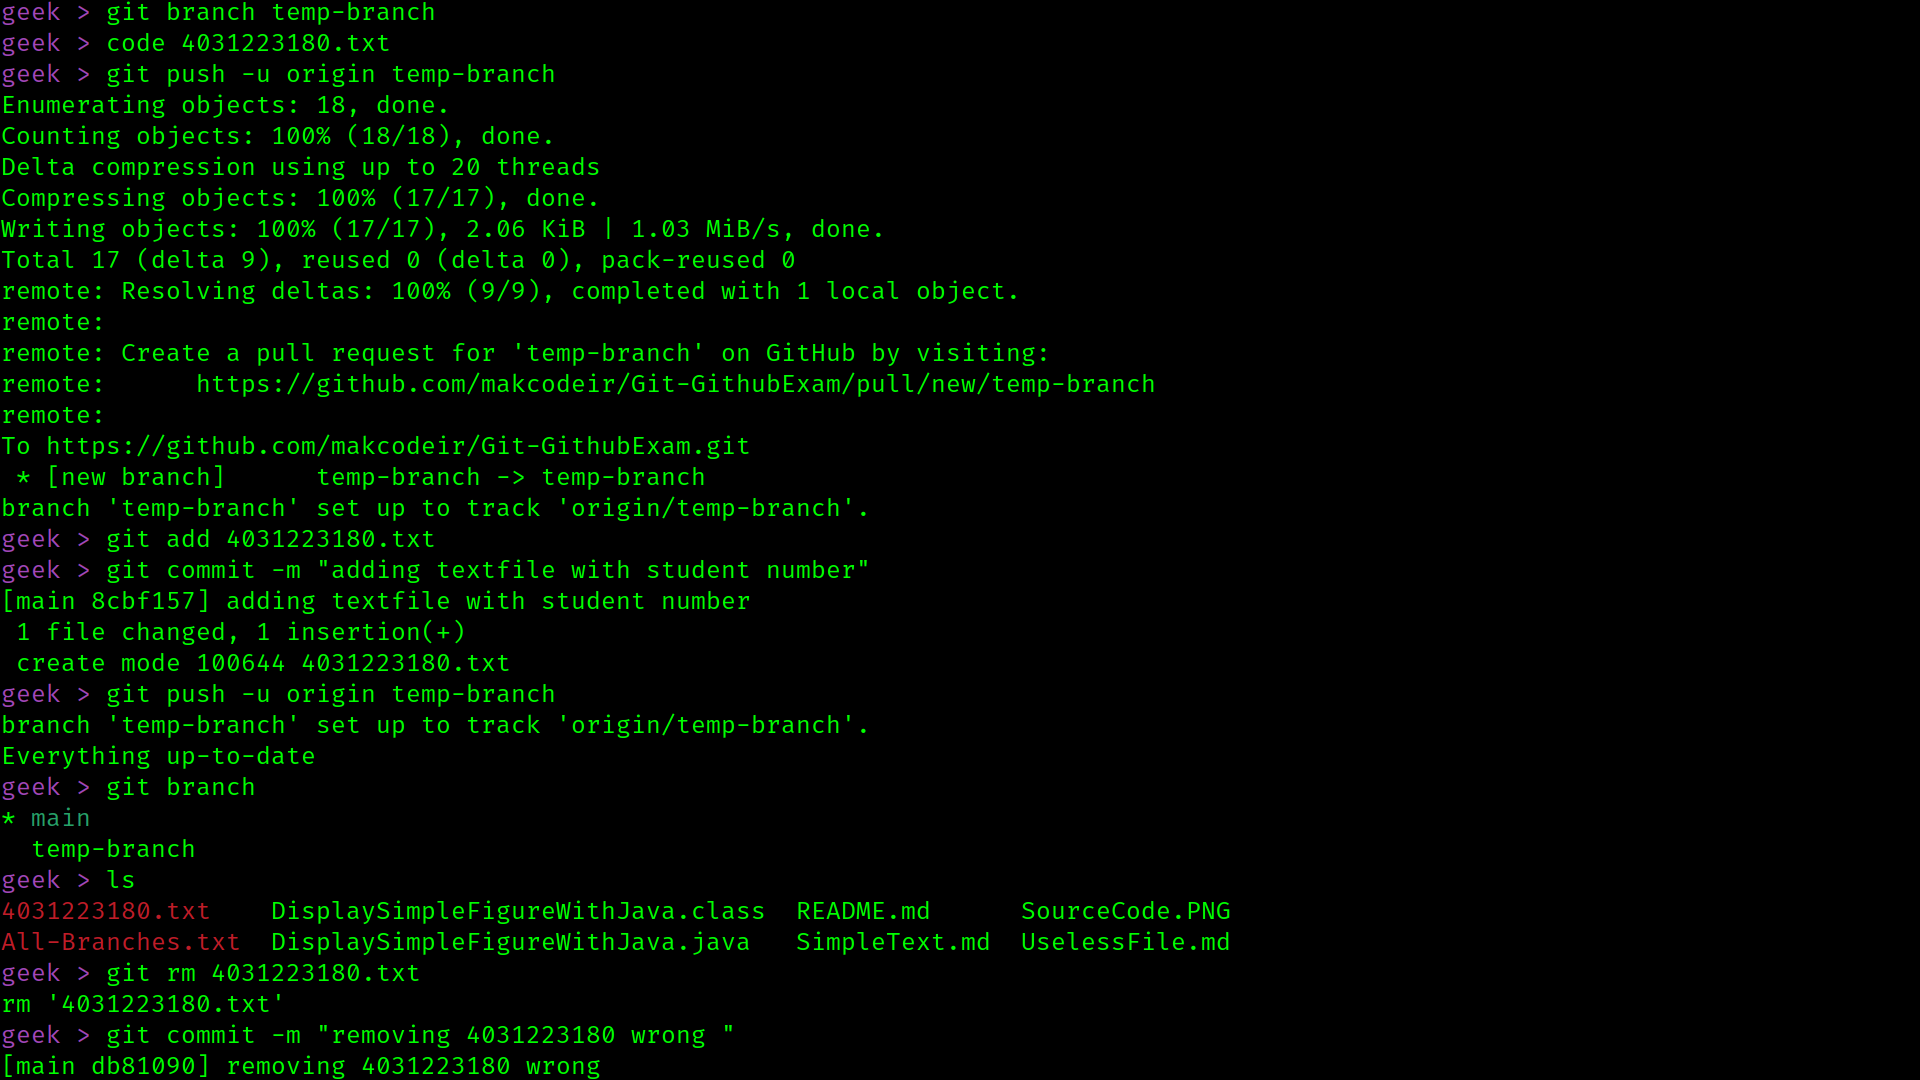 geek > git branch temp-branch
geek > code 4031223180.txt
geek > git push -u origin temp-branch
Enumerating objects: 18, done.
Counting objects: 100% (18/18), done.
Delta compression using up to 20 threads
Compressing objects: 100% (17/17), done.
Writing objects: 100% (17/17), 2.06 KiB | 1.03 MiB/s, done.
Total 17 (delta 9), reused 0 (delta 0), pack-reused 0
remote: Resolving deltas: 100% (9/9), completed with 1 local object.
remote:
remote: Create a pull request for 'temp-branch' on GitHub by visiting:
remote:      https://github.com/makcodeir/Git-GithubExam/pull/new/temp-branch
remote:
To https://github.com/makcodeir/Git-GithubExam.git
 * [new branch]      temp-branch -> temp-branch
branch 'temp-branch' set up to track 'origin/temp-branch'.
geek > git add 4031223180.txt
geek > git commit -m "adding textfile with student number"
[main 8cbf157] adding textfile with student number
 1 file changed, 1 insertion(+)
 create mode 100644 4031223180.txt
geek > git push -u origin temp-branch
branch 'temp-branch' set up to track 'origin/temp-branch'.
Everything up-to-date
geek > git branch
* main
  temp-branch
geek > ls
4031223180.txt    DisplaySimpleFigureWithJava.class  README.md      SourceCode.PNG
All-Branches.txt  DisplaySimpleFigureWithJava.java   SimpleText.md  UselessFile.md
geek > git rm 4031223180.txt
rm '4031223180.txt'
geek > git commit -m "removing 4031223180 wrong "
[main db81090] removing 4031223180 wrong